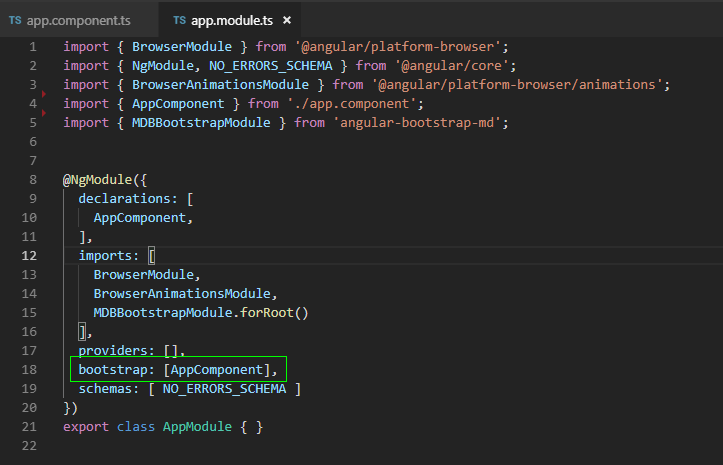 TS app.component.ts TS app.module.ts ×
1 import { BrowserModule } from '@angular/platform-browser';
2 import { NgModule, NO_ERRORS_SCHEMA } from '@angular/core';
3 import { BrowserAnimationsModule } from '@angular/platform-browser/animations';
4 import { AppComponent } from './app.component';
5 import { MDBBootstrapModule } from 'angular-bootstrap-md';
6
7
8 @NgModule({
9 declarations: [
10 AppComponent,
11 ],
12 imports: [
13 BrowserModule,
14 BrowserAnimationsModule,
15 MDBBootstrapModule.forRoot()
16 ],
17 providers: [],
18 bootstrap: [AppComponent],
19 schemas: [ NO_ERRORS_SCHEMA ]
20 })
21 export class AppModule { }
22